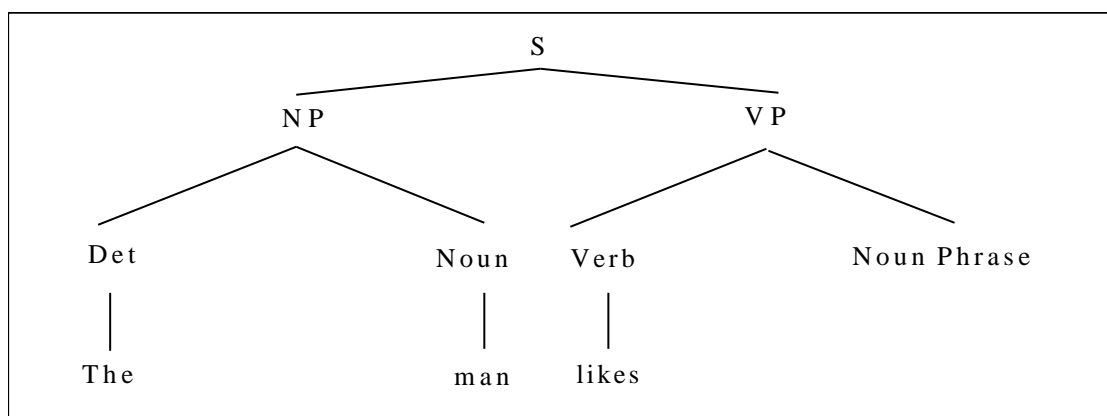 S
NP VP
Det Noun Verb Noun Phrase
The man likes